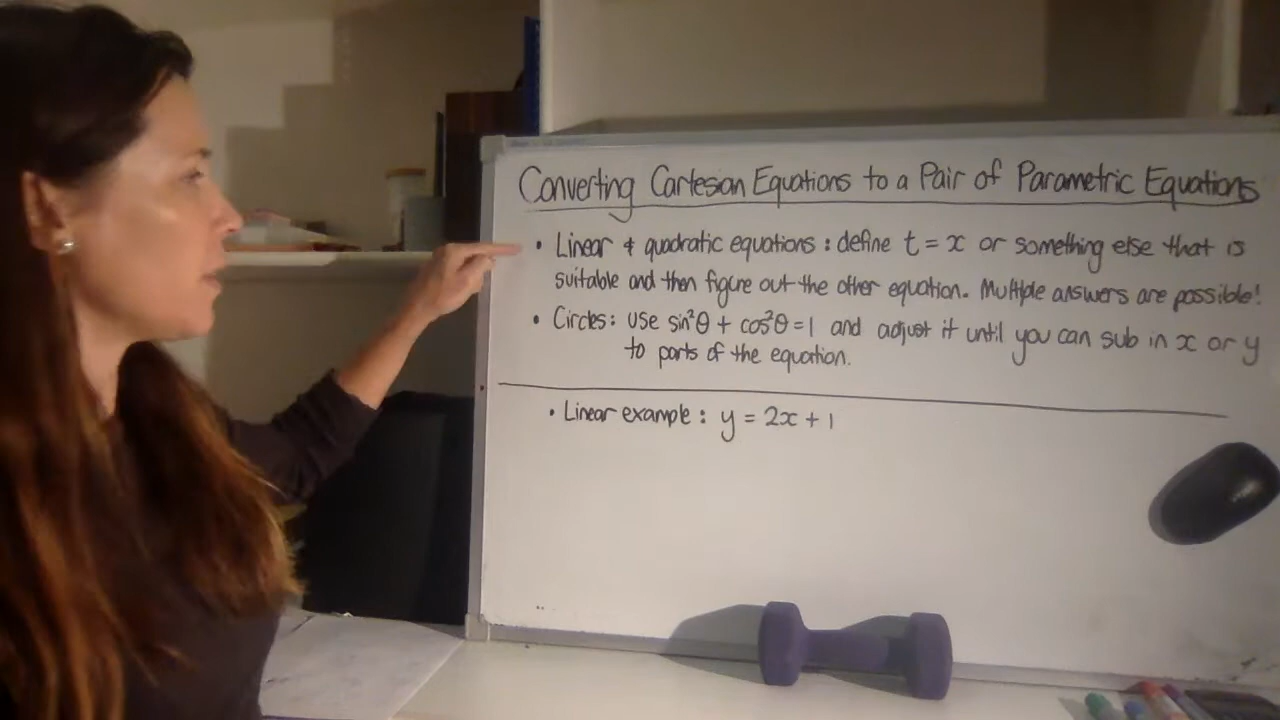 Converting Cartesian Equations to a Pair of Parametric Equations
• Linear & quadratic equations : define t = x or something else that is
suitable and then figure out the other equation. Multiple answers are possible!
• Circles: use sin²θ + cos²θ = 1 and adjust it until you can sub in x or y
to parts of the equation.
• Linear example : y = 2x + 1